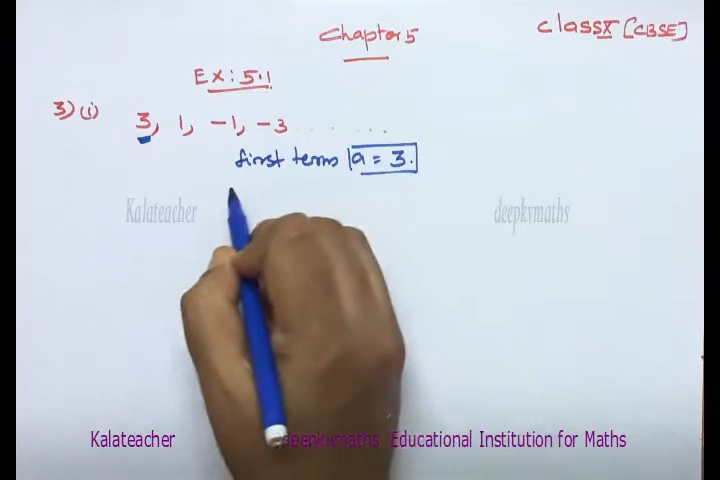 Chapter 5
class X [CBSE]
Ex: 5.1
3) (i) 3, 1, -1, -3 . . . . . . .
first term a = 3.
Kalateacher deepkvmaths
Kalateacher deepkvmaths Educational Institution for Maths